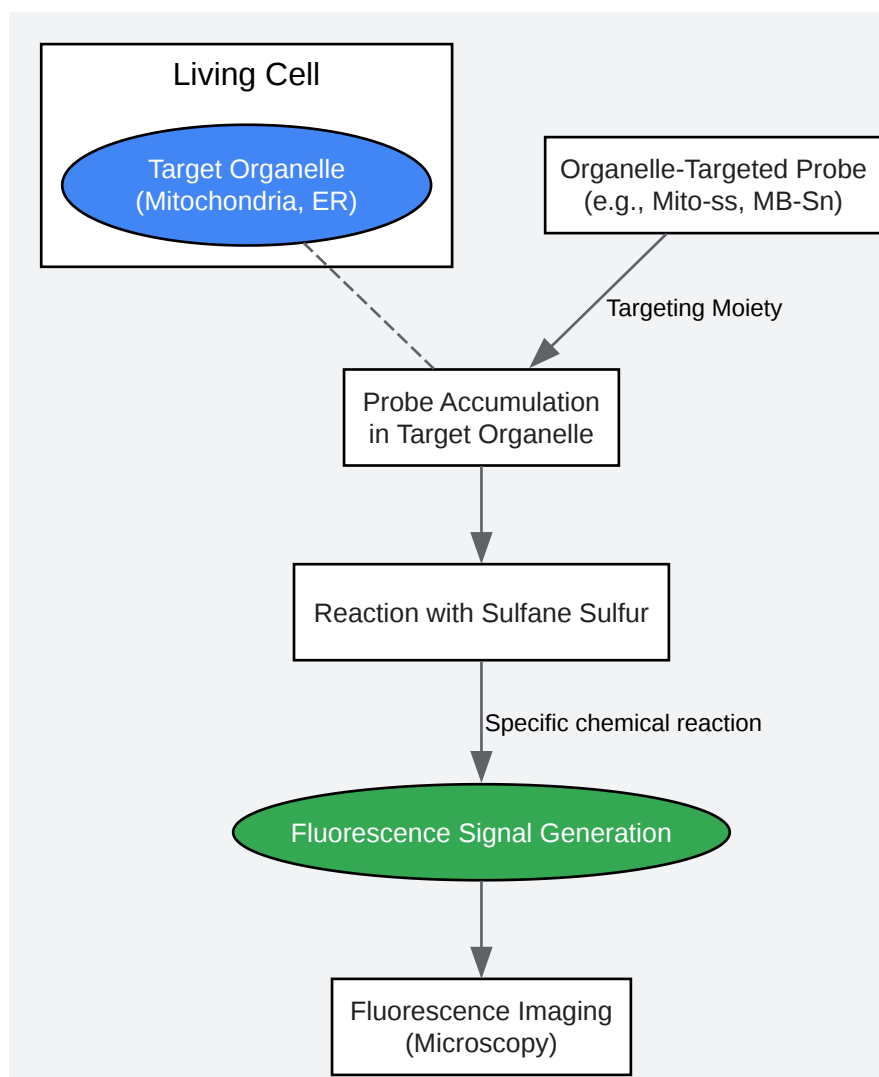 Living Cell
Target Organelle
(Mitochondria, ER)
Organelle-Targeted Probe
(e.g., Mito-ss, MB-Sn)
Targeting Moiety
Probe Accumulation
in Target Organelle
Reaction with Sulfane Sulfur
Specific chemical reaction
Fluorescence Signal Generation
Fluorescence Imaging
(Microscopy)